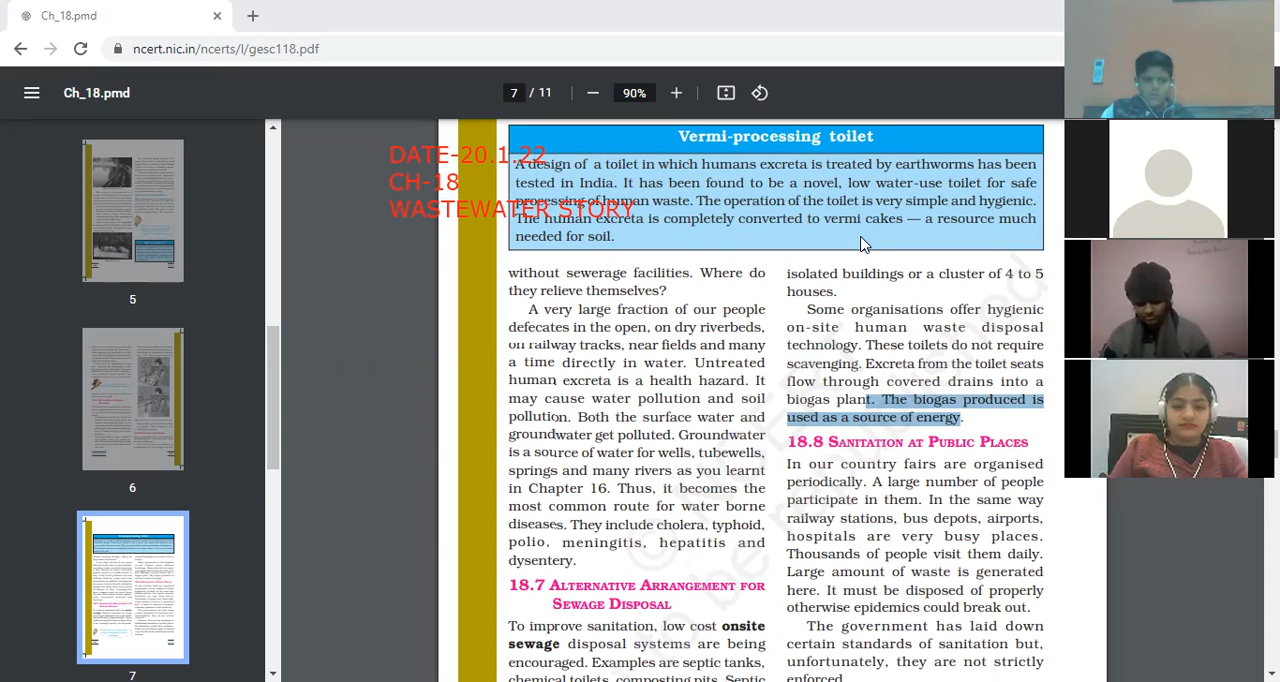 Ch_18.pmd
ncert.nic.in/ncerts/l/gesc118.pdf
Ch_18.pmd
7 / 11
90%
5
6
7
DATE-20.1.22
CH-18
WASTEWATER STORY
Vermi-processing toilet
A design of a toilet in which humans excreta is treated by earthworms has been
tested in India. It has been found to be a novel, low water-use toilet for safe
processing of human waste. The operation of the toilet is very simple and hygienic.
The human excreta is completely converted to vermi cakes — a resource much
needed for soil.
without sewerage facilities. Where do
they relieve themselves?
A very large fraction of our people
defecates in the open, on dry riverbeds,
on railway tracks, near fields and many
a time directly in water. Untreated
human excreta is a health hazard. It
may cause water pollution and soil
pollution. Both the surface water and
groundwater get polluted. Groundwater
is a source of water for wells, tubewells,
springs and many rivers as you learnt
in Chapter 16. Thus, it becomes the
most common route for water borne
diseases. They include cholera, typhoid,
polio, meningitis, hepatitis and
dysentery.
18.7 Alternate Arrangement for
Sewage Disposal
To improve sanitation, low cost onsite
sewage disposal systems are being
encouraged. Examples are septic tanks,
chemical toilets, composting pits. Septic
isolated buildings or a cluster of 4 to 5
houses.
Some organisations offer hygienic
on-site human waste disposal
technology. These toilets do not require
scavenging. Excreta from the toilet seats
flow through covered drains into a
biogas plant. The biogas produced is
used as a source of energy.
18.8 Sanitation at Public Places
In our country fairs are organised
periodically. A large number of people
participate in them. In the same way
railway stations, bus depots, airports,
hospitals are very busy places.
Thousands of people visit them daily.
Large amount of waste is generated
here. It must be disposed of properly
otherwise epidemics could break out.
The government has laid down
certain standards of sanitation but,
unfortunately, they are not strictly
enforced.